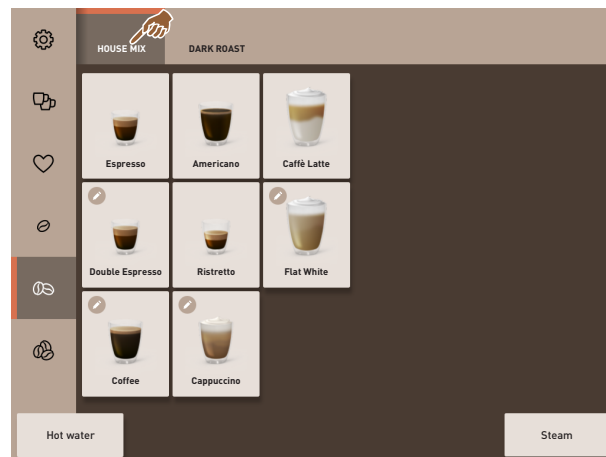 HOUSE MIX
DARK ROAST
Espresso
Americano
Caffè Latte
Double Espresso
Ristretto
Flat White
Coffee
Cappuccino
Hot water
Steam